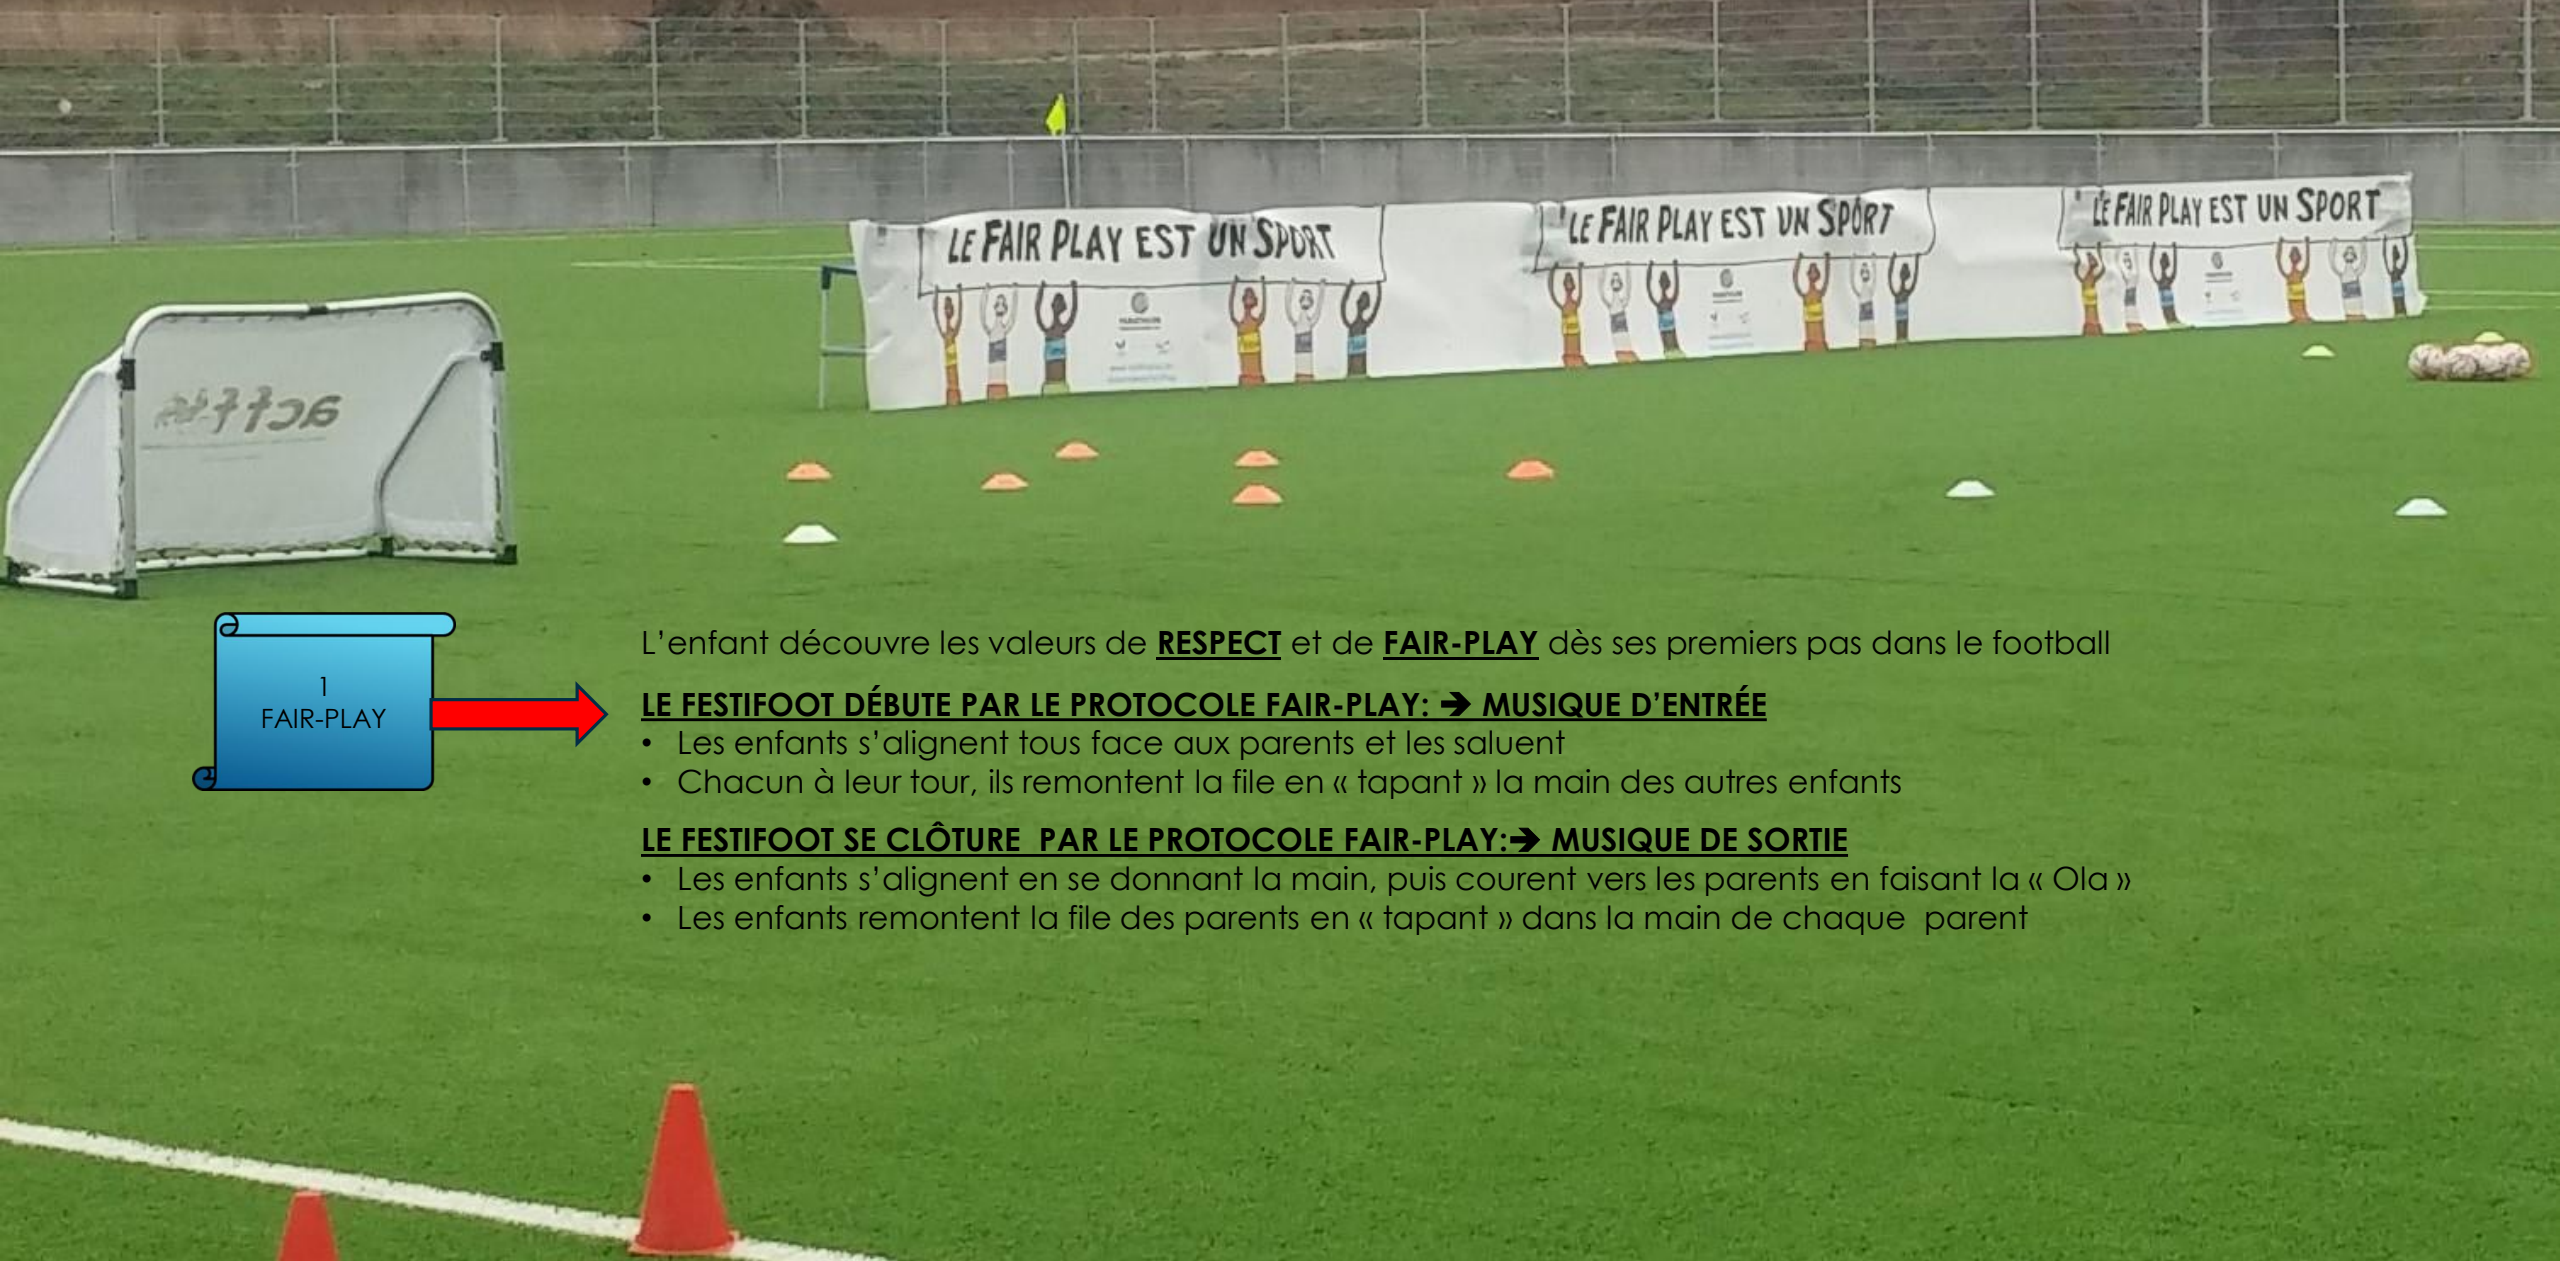 LE FAIR PLAY EST UN SPORT
LE FAIR PLAY EST UN SPORT
LE FAIR PLAY EST UN SPORT
1
FAIR-PLAY
L’enfant découvre les valeurs de RESPECT et de FAIR-PLAY dès ses premiers pas dans le football
LE FESTIFOOT DÉBUTE PAR LE PROTOCOLE FAIR-PLAY: ➔ MUSIQUE D’ENTRÉE
• Les enfants s’alignent tous face aux parents et les saluent
• Chacun à leur tour, ils remontent la file en « tapant » la main des autres enfants
LE FESTIFOOT SE CLÔTURE  PAR LE PROTOCOLE FAIR-PLAY:➔ MUSIQUE DE SORTIE
• Les enfants s’alignent en se donnant la main, puis courent vers les parents en faisant la « Ola »
• Les enfants remontent la file des parents en « tapant » dans la main de chaque  parent